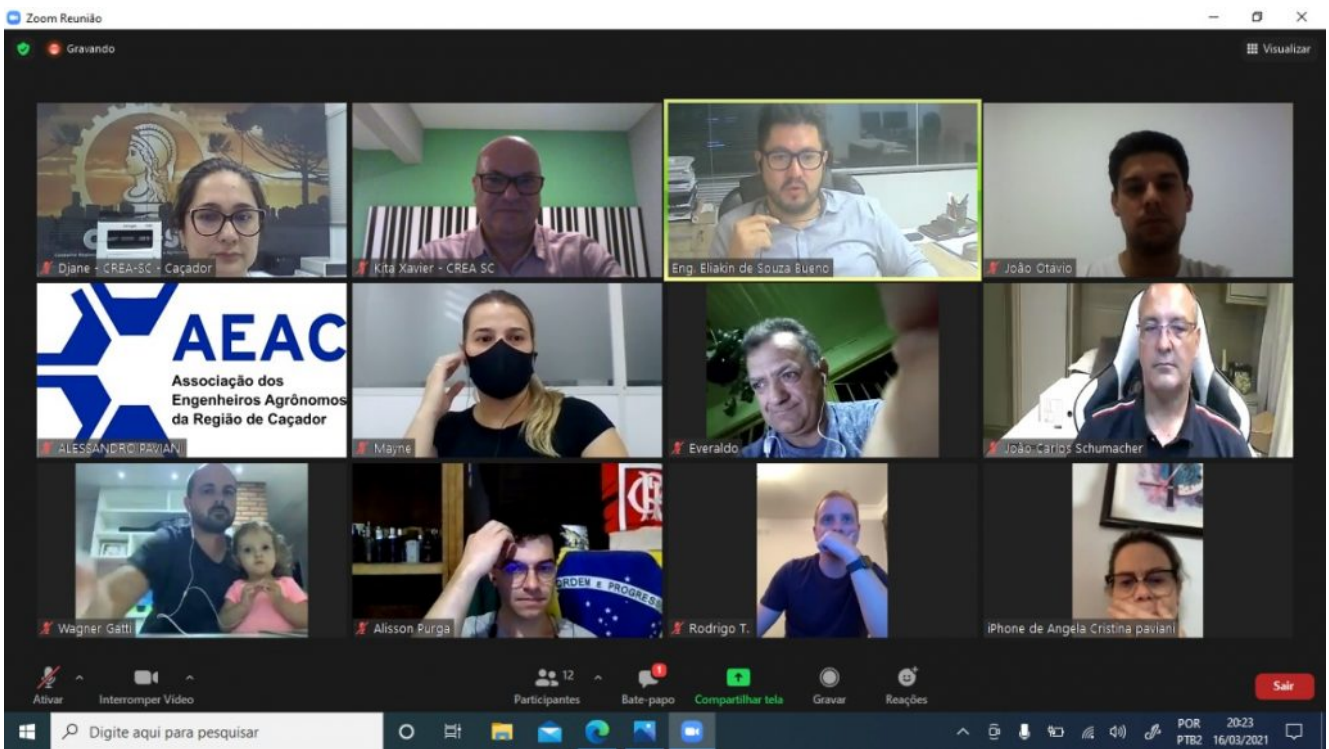 Zoom Reunião
Gravando
Visualizar
Djane - CREA-SC - Caçador
Kita Xavier - CREA SC
Eng. Eliakin de Souza Bueno
João Otávio
AEAC
Associação dos
Engenheiros Agrônomos
da Região de Caçador
ALESSANDRO PAVIANI
Mayne
Everaldo
João Carlos Schumacher
ORDEM E PROGRESS
Wagner Gatti
Alisson Purga
Rodrigo T.
iPhone de Angela Cristina paviani
12
1
Ativar
Interromper Vídeo
Participantes
Bate-papo
Compartilhar tela
Gravar
Reações
Sair
Digite aqui para pesquisar
POR
PTB2
20:23
16/03/2021